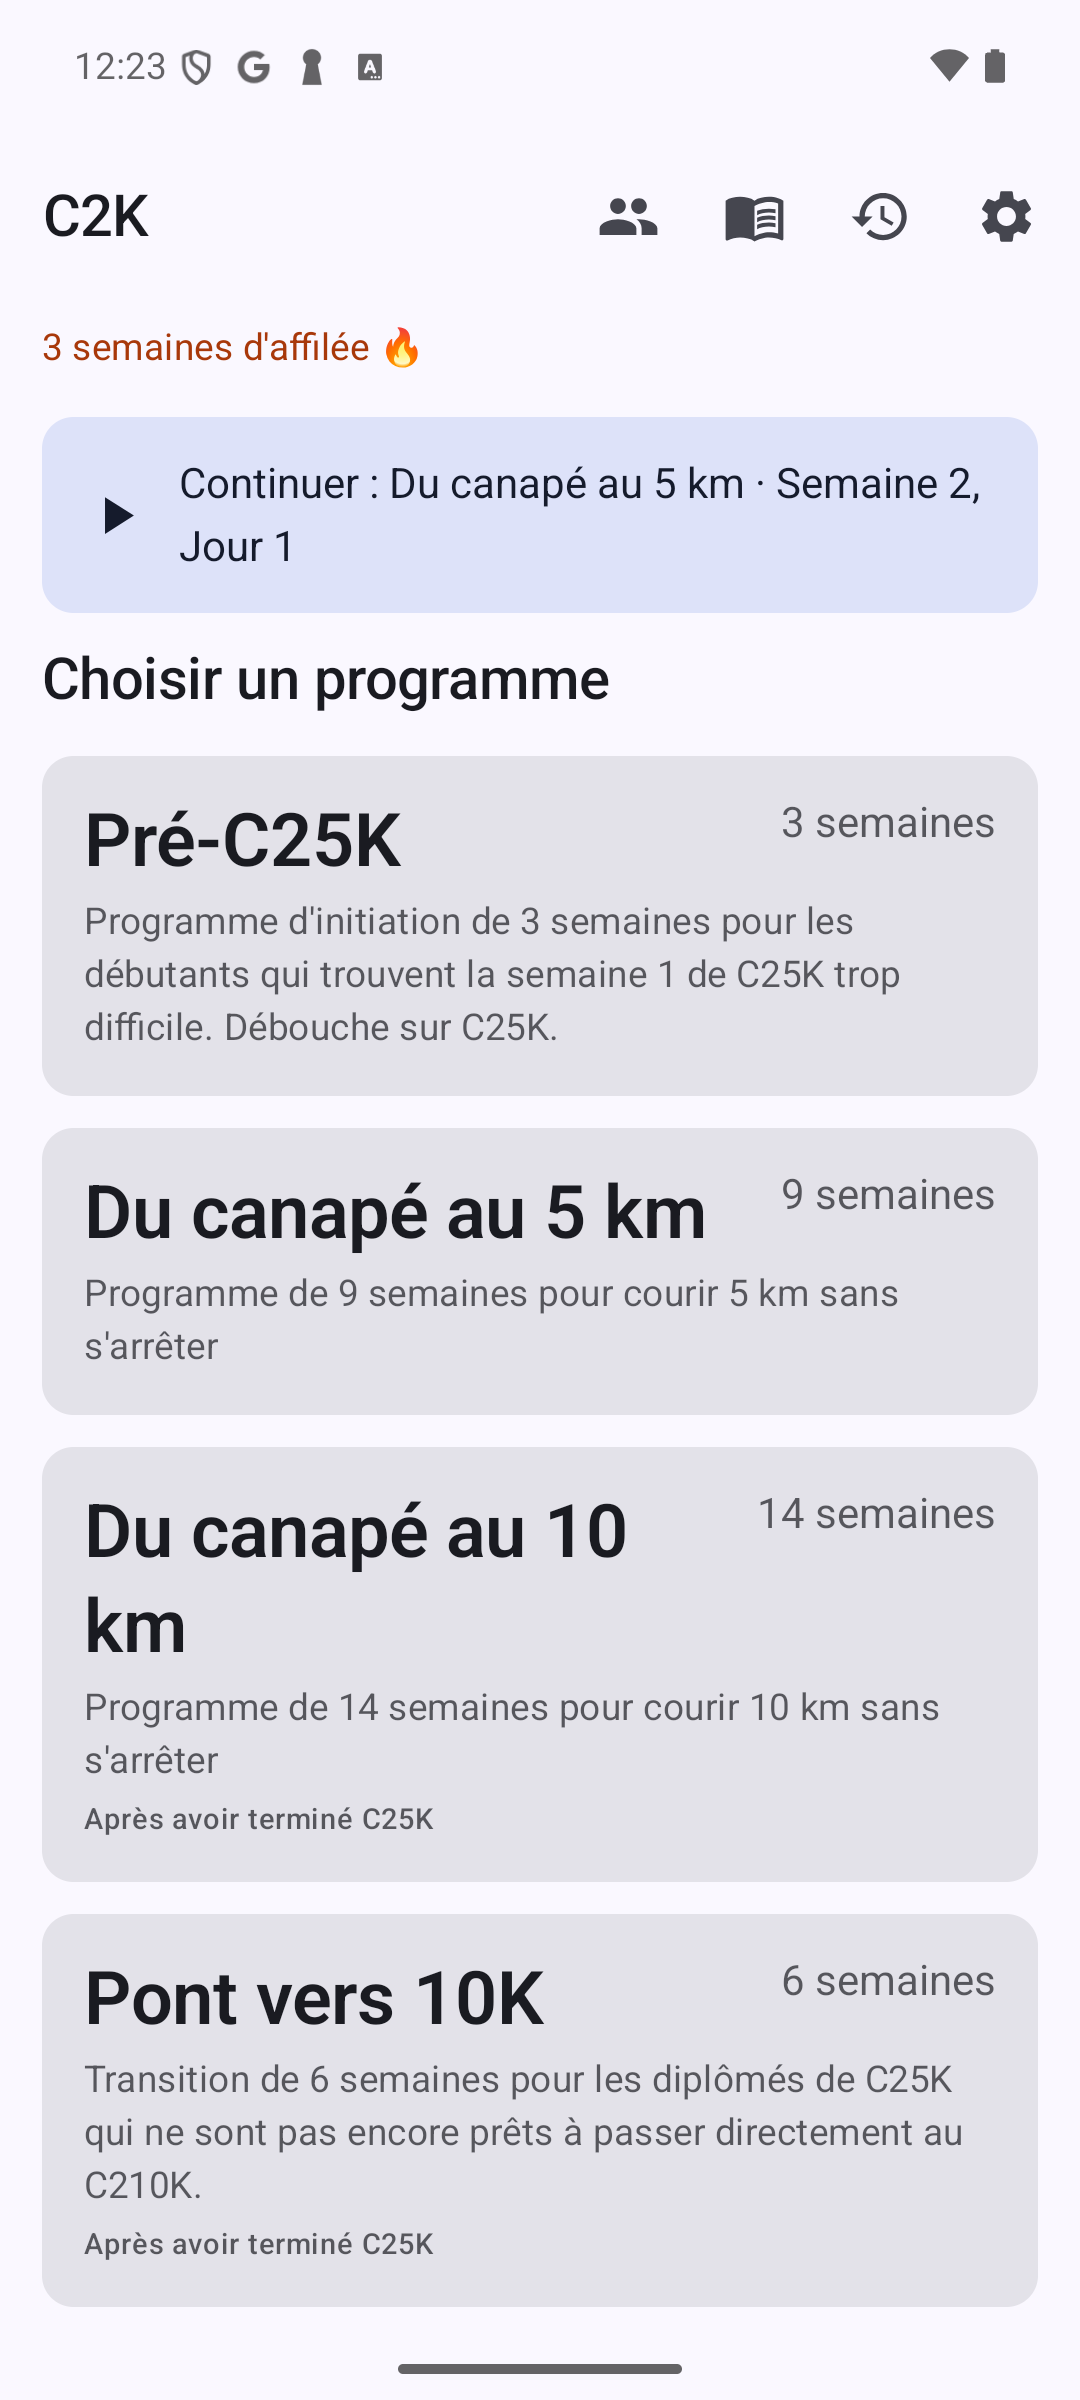 12:23
C2K
3 semaines d'affilée 🔥
Continuer : Du canapé au 5 km · Semaine 2,
Jour 1
Choisir un programme
Pré-C25K
3 semaines
Programme d'initiation de 3 semaines pour les
débutants qui trouvent la semaine 1 de C25K trop
difficile. Débouche sur C25K.
Du canapé au 5 km
9 semaines
Programme de 9 semaines pour courir 5 km sans
s'arrêter
Du canapé au 10
km
14 semaines
Programme de 14 semaines pour courir 10 km sans
s'arrêter
Après avoir terminé C25K
Pont vers 10K
6 semaines
Transition de 6 semaines pour les diplômés de C25K
qui ne sont pas encore prêts à passer directement au
C210K.
Après avoir terminé C25K